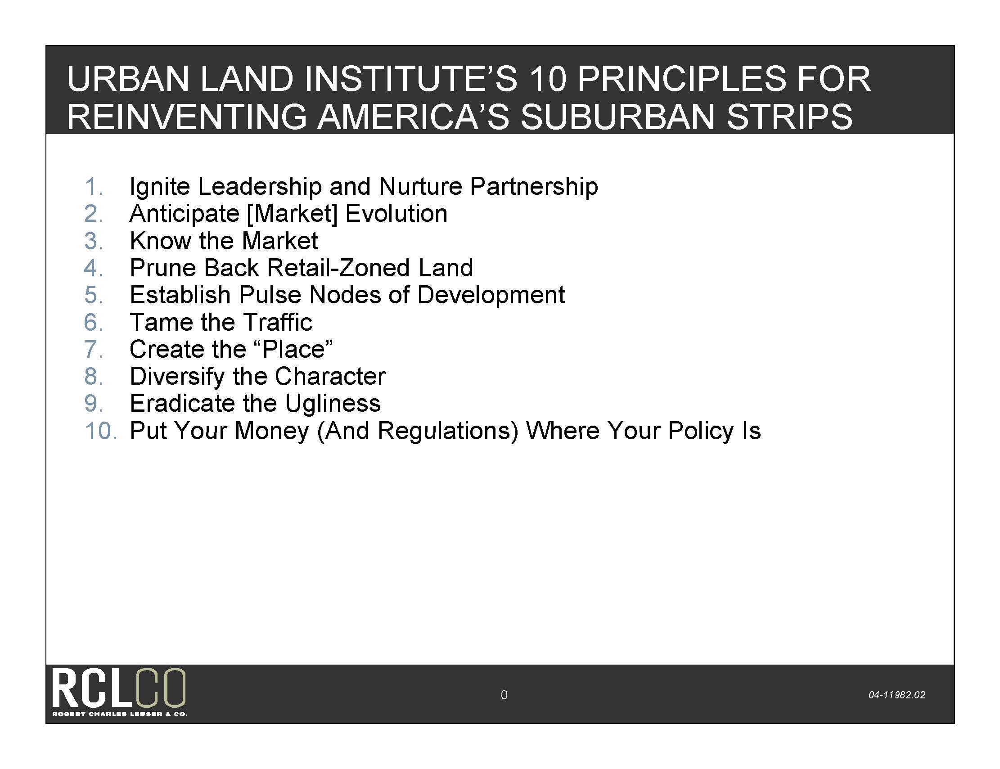 URBAN LAND INSTITUTE’S 10 PRINCIPLES FOR
REINVENTING AMERICA’S SUBURBAN STRIPS
1. Ignite Leadership and Nurture Partnership
2. Anticipate [Market] Evolution
3. Know the Market
4. Prune Back Retail-Zoned Land
5. Establish Pulse Nodes of Development
6. Tame the Traffic
7. Create the “Place”
8. Diversify the Character
9. Eradicate the Ugliness
10. Put Your Money (And Regulations) Where Your Policy Is
RCLCO
ROBERT CHARLES LESSER & CO.
0
04-11982.02